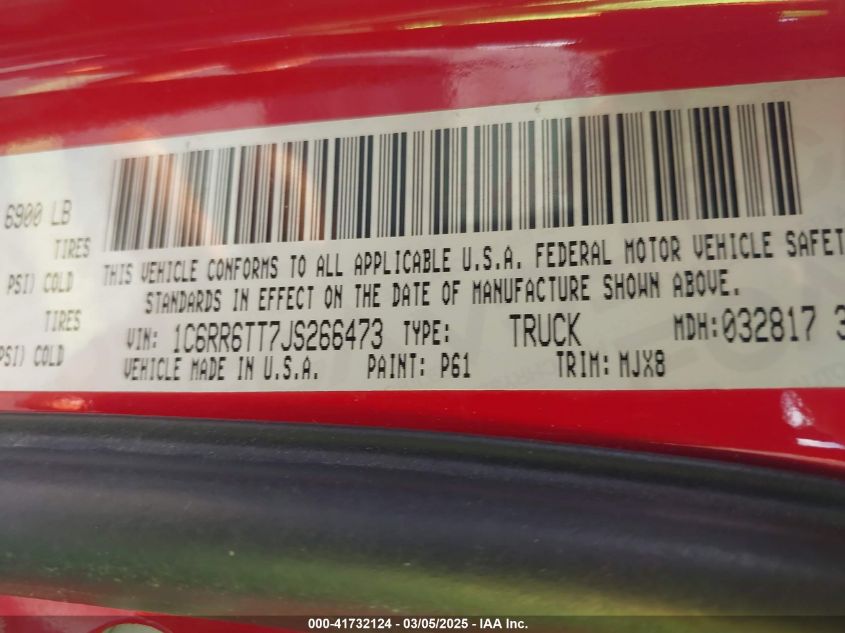 6900 LB
TIRES
THIS VEHICLE CONFORMS TO ALL APPLICABLE U.S.A. FEDERAL MOTOR VEHICLE SAFET
PSI) COLD
STANDARDS IN EFFECT ON THE DATE OF MANUFACTURE SHOWN ABOVE.
TIRES
VIN: 1C6RR6TT7JS266473 TYPE: TRUCK MDH:032817 3
PSI) COLD
VEHICLE MADE IN U.S.A. PAINT: P61 TRIM: MJX8
000-41732124 - 03/05/2025 - IAA Inc.